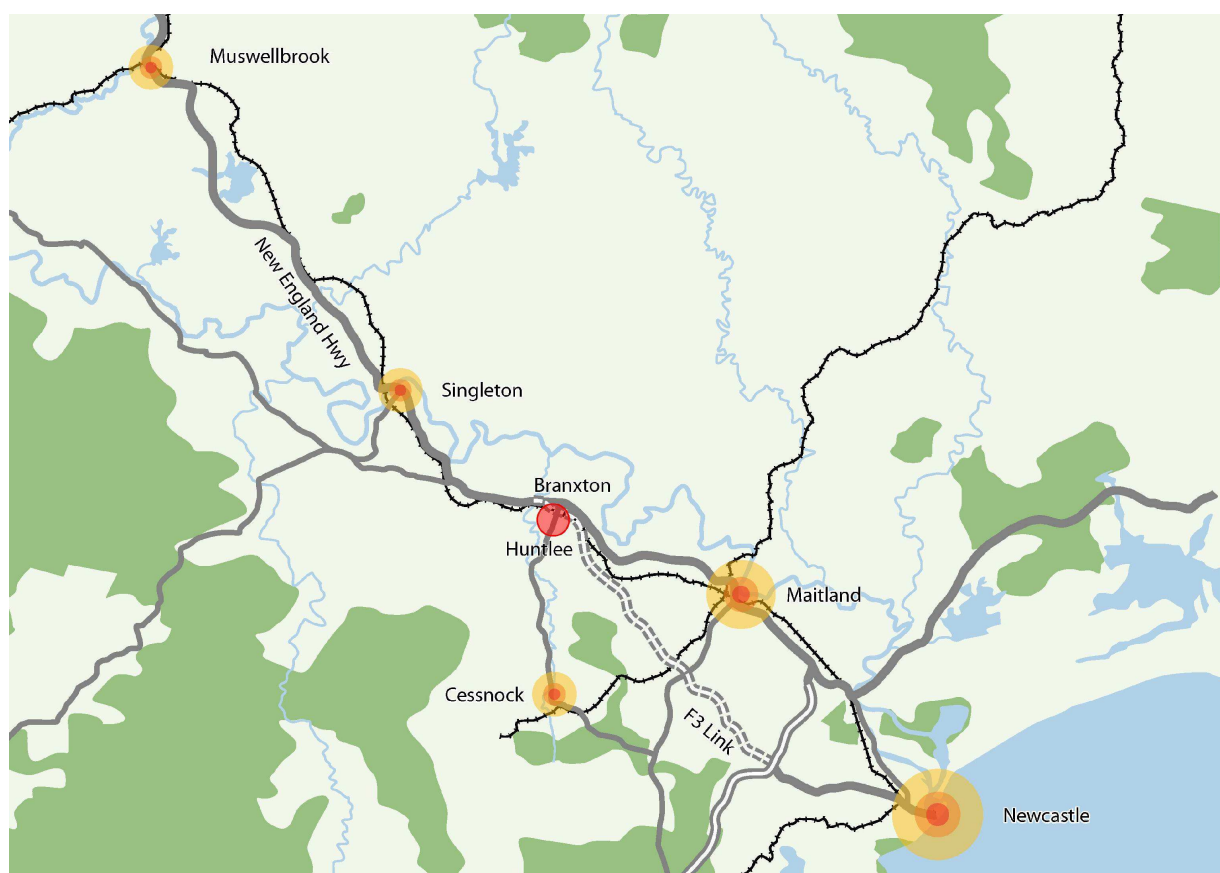 Muswellbrook
New England Hwy
Singleton
Branxton
Huntlee
Maitland
Cessnock
F3 Link
Newcastle